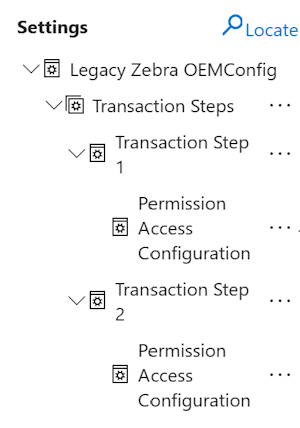 Settings
Locate
Legacy Zebra OEMConfig
Transaction Steps ...
Transaction Step ...
1
Permission
Access ...
Configuration
Transaction Step ...
2
Permission
Access ...
Configuration